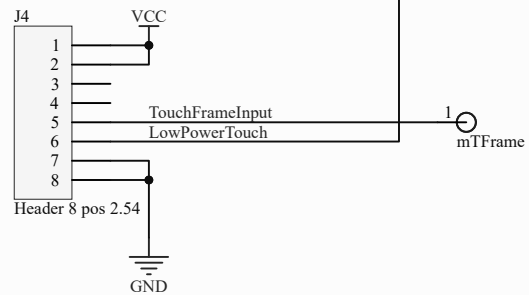 J4
VCC
1
2
3
4
5
TouchFrameInput
1
6
LowPowerTouch
mTFrame
7
8
Header 8 pos 2.54
GND